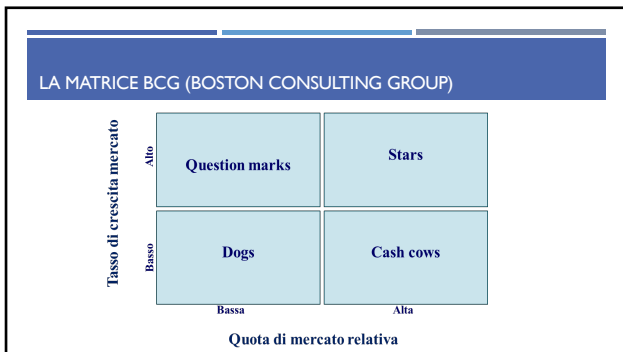 LA MATRICE BCG (BOSTON CONSULTING GROUP)
Tasso di crescita mercato
Alto
Question marks
Stars
Basso
Dogs
Cash cows
Bassa
Alta
Quota di mercato relativa